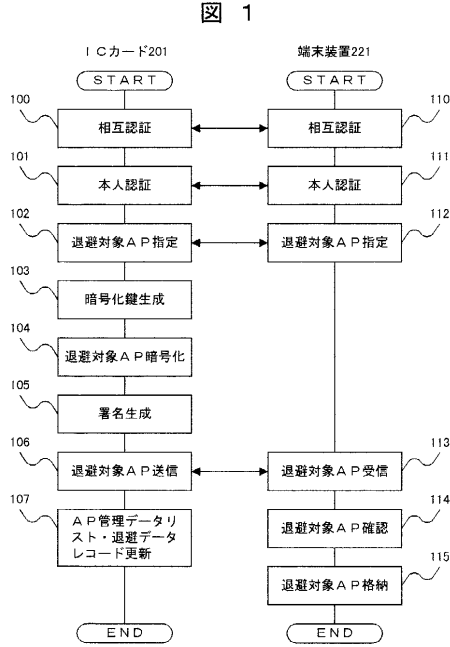 図 1
ICカード201
端末装置221
START
START
100
相互認証
相互認証
110
101
本人認証
本人認証
111
102
退避対象AP指定
退避対象AP指定
112
103
暗号化鍵生成
104
退避対象AP暗号化
105
署名生成
106
退避対象AP送信
退避対象AP受信
113
107
AP管理データリ
スト・退避データ
レコード更新
退避対象AP確認
114
退避対象AP格納
115
END
END